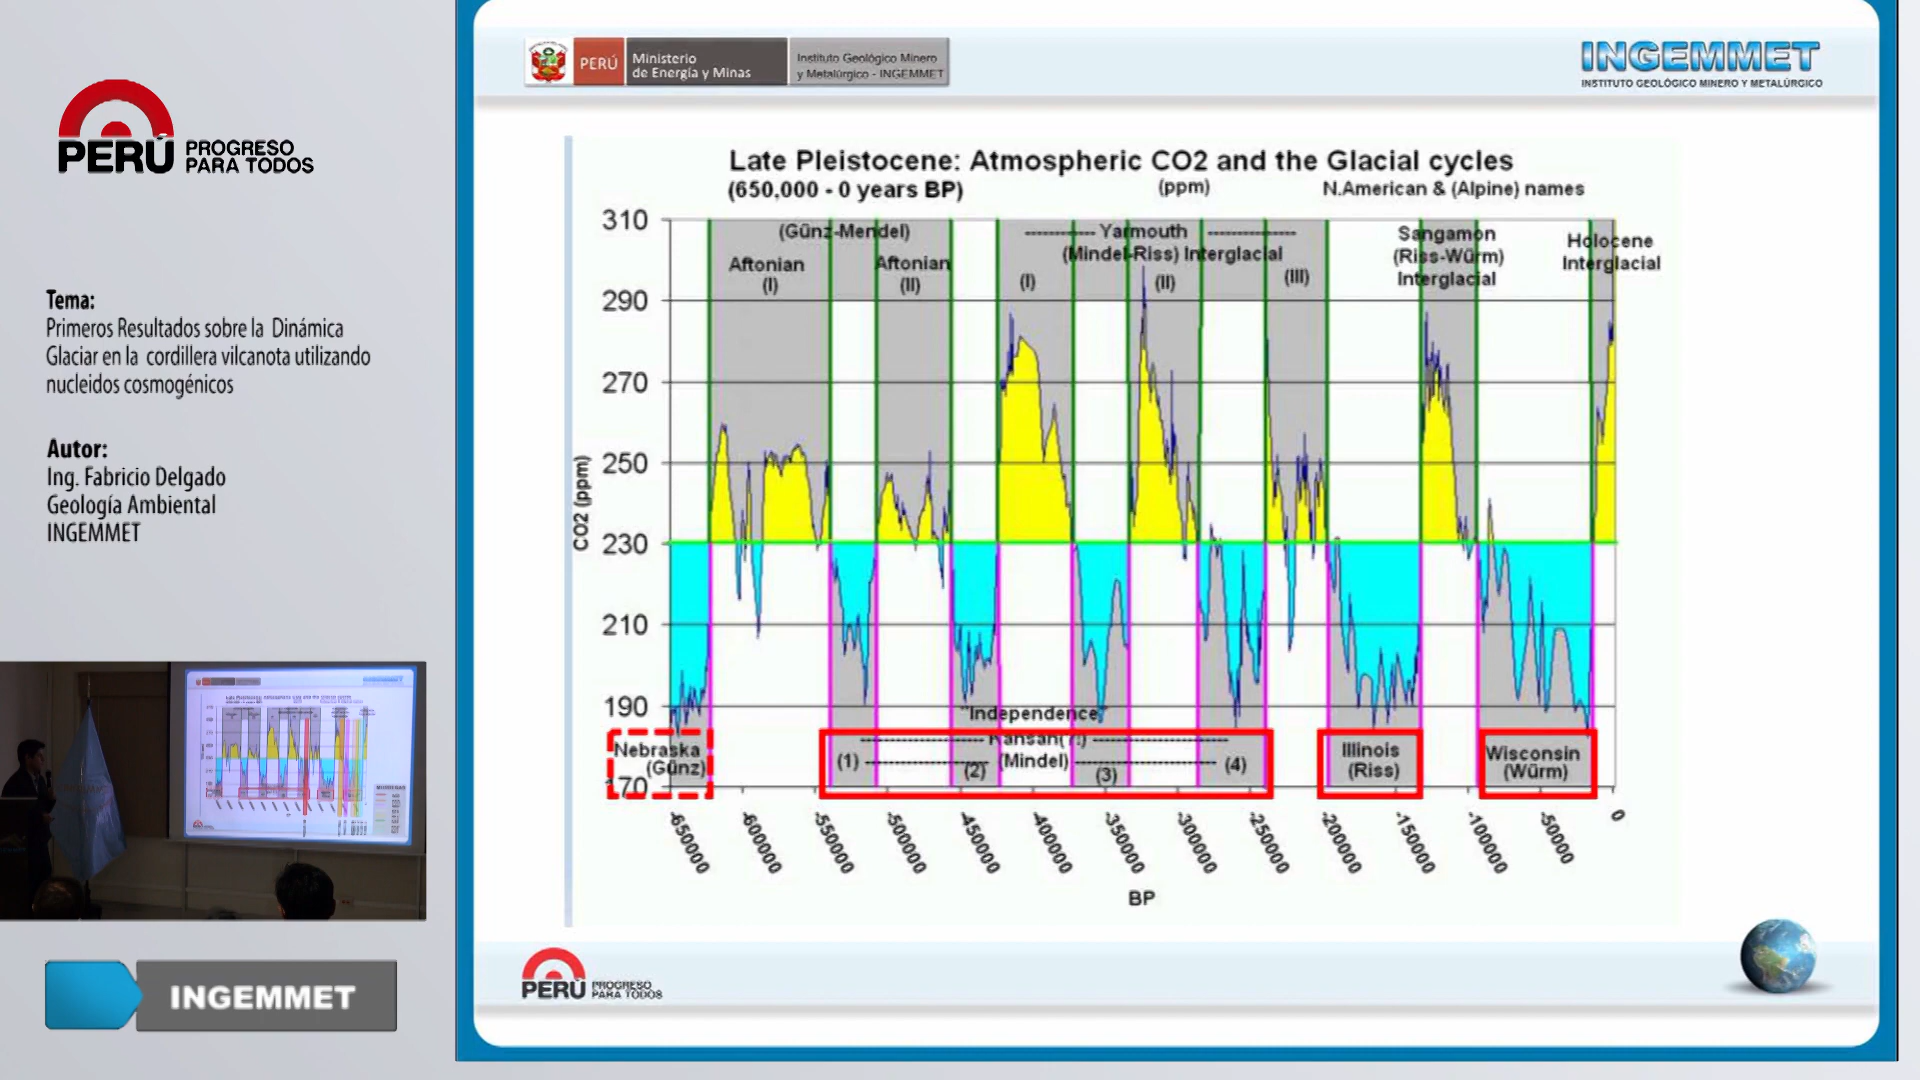 PERÚ PROGRESO
PARA TODOS
Tema:
Primeros Resultados sobre la Dinámica
Glaciar en la cordillera vilcanota utilizando
nucleidos cosmogénicos
Autor:
Ing. Fabricio Delgado
Geología Ambiental
INGEMMET
INGEMMET
PERÚ
Ministerio
de Energía y Minas
Instituto Geológico Minero
y Metalúrgico - INGEMMET
INGEMMET
INSTITUTO GEOLÓGICO MINERO Y METALÚRGICO
Late Pleistocene: Atmospheric CO2 and the Glacial cycles
(650,000 - 0 years BP)
(ppm)
N.American & (Alpine) names
310
290
270
250
230
210
190
170
CO2 (ppm)
(Günz-Mendel)
Aftonian
(I)
Aftonian
(II)
------------ Yarmouth ---------------
(Mindel-Riss) Interglacial
(I)
(II)
(III)
Sangamon
(Riss-Würm)
Interglacial
Holocene
Interglacial
"Independence"
Nebraska
(Günz)
Kansan(?!)
(1)
(2)
(Mindel)
(3)
(4)
Illinois
(Riss)
Wisconsin
(Würm)
-650000
-600000
-550000
-500000
-450000
-400000
-350000
-300000
-250000
-200000
-150000
-100000
-50000
0
BP
PERÚ PROGRESO
PARA TODOS